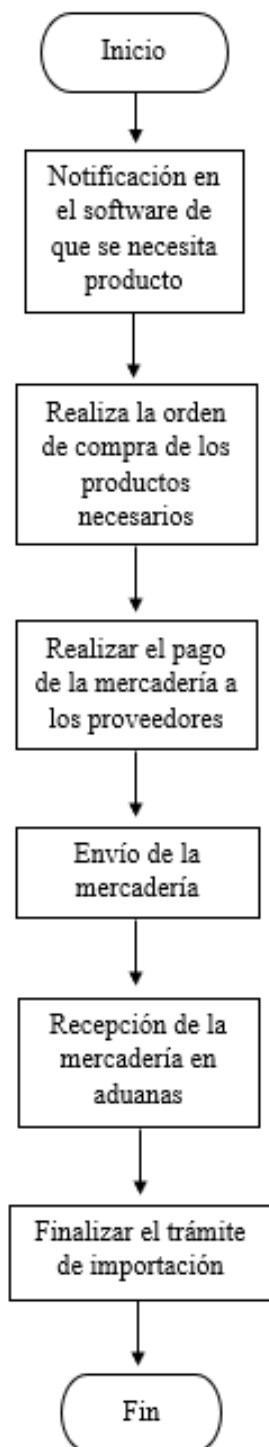 Inicio
Notificación en
el software de
que se necesita
producto
Realiza la orden
de compra de los
productos
necesarios
Realizar el pago
de la mercadería a
los proveedores
Envío de la
mercadería
Recepción de la
mercadería en
aduanas
Finalizar el trámite
de importación
Fin